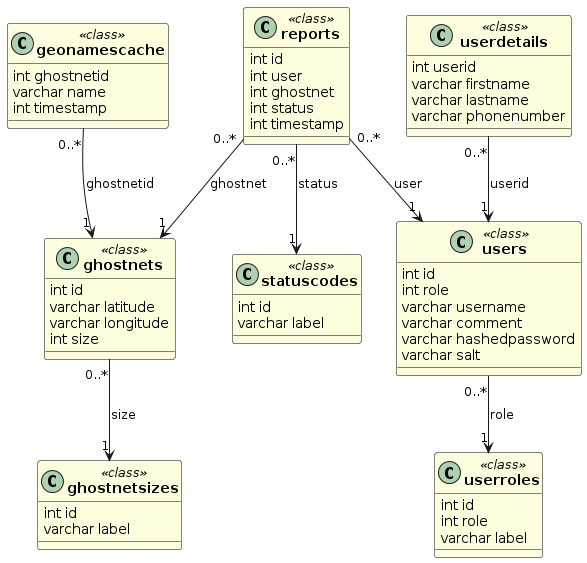 C «class»
geonamescache
int ghostnetid
varchar name
int timestamp
C «class»
reports
int id
int user
int ghostnet
int status
int timestamp
C «class»
userdetails
int userid
varchar firstname
varchar lastname
varchar phonenumber
0..*
ghostnetid
1
0..*
ghostnet
1
0..*
status
1
0..*
user
1
0..*
userid
1
C «class»
ghostnets
int id
varchar latitude
varchar longitude
int size
C «class»
statuscodes
int id
varchar label
C «class»
users
int id
int role
varchar username
varchar comment
varchar hashedpassword
varchar salt
0..*
size
1
0..*
role
1
C «class»
ghostnetsizes
int id
varchar label
C «class»
userroles
int id
int role
varchar label